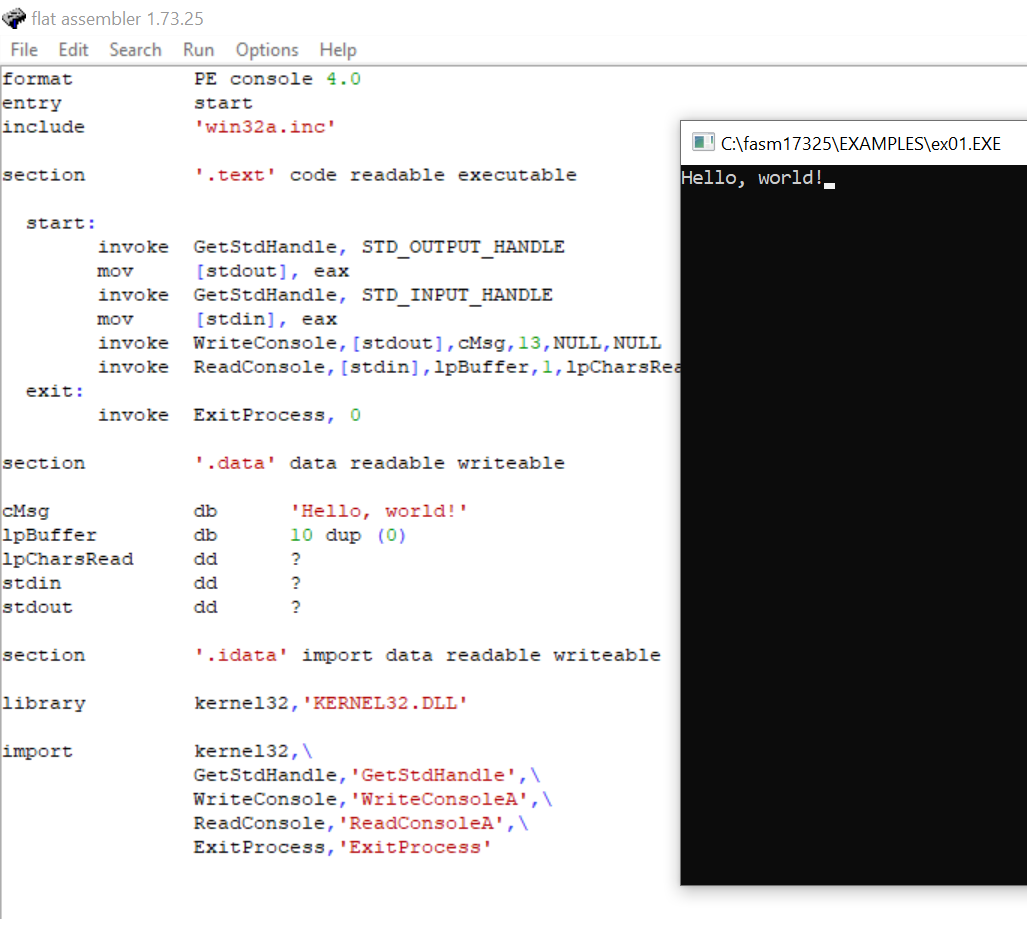 flat assembler 1.73.25
File Edit Search Run Options Help
format PE console 4.0
entry start
include 'win32a.inc'
section '.text' code readable executable
start:
invoke GetStdHandle, STD_OUTPUT_HANDLE
mov [stdout], eax
invoke GetStdHandle, STD_INPUT_HANDLE
mov [stdin], eax
invoke WriteConsole,[stdout],cMsg,13,NULL,NULL
invoke ReadConsole,[stdin],lpBuffer,1,lpCharsRea
exit:
invoke ExitProcess, 0
section '.data' data readable writeable
cMsg db 'Hello, world!'
lpBuffer db 10 dup (0)
lpCharsRead dd ?
stdin dd ?
stdout dd ?
section '.idata' import data readable writeable
library kernel32,'KERNEL32.DLL'
import kernel32,\
GetStdHandle,'GetStdHandle',\
WriteConsole,'WriteConsoleA',\
ReadConsole,'ReadConsoleA',\
ExitProcess,'ExitProcess'
C:\fasm17325\EXAMPLES\ex01.EXE
Hello, world!